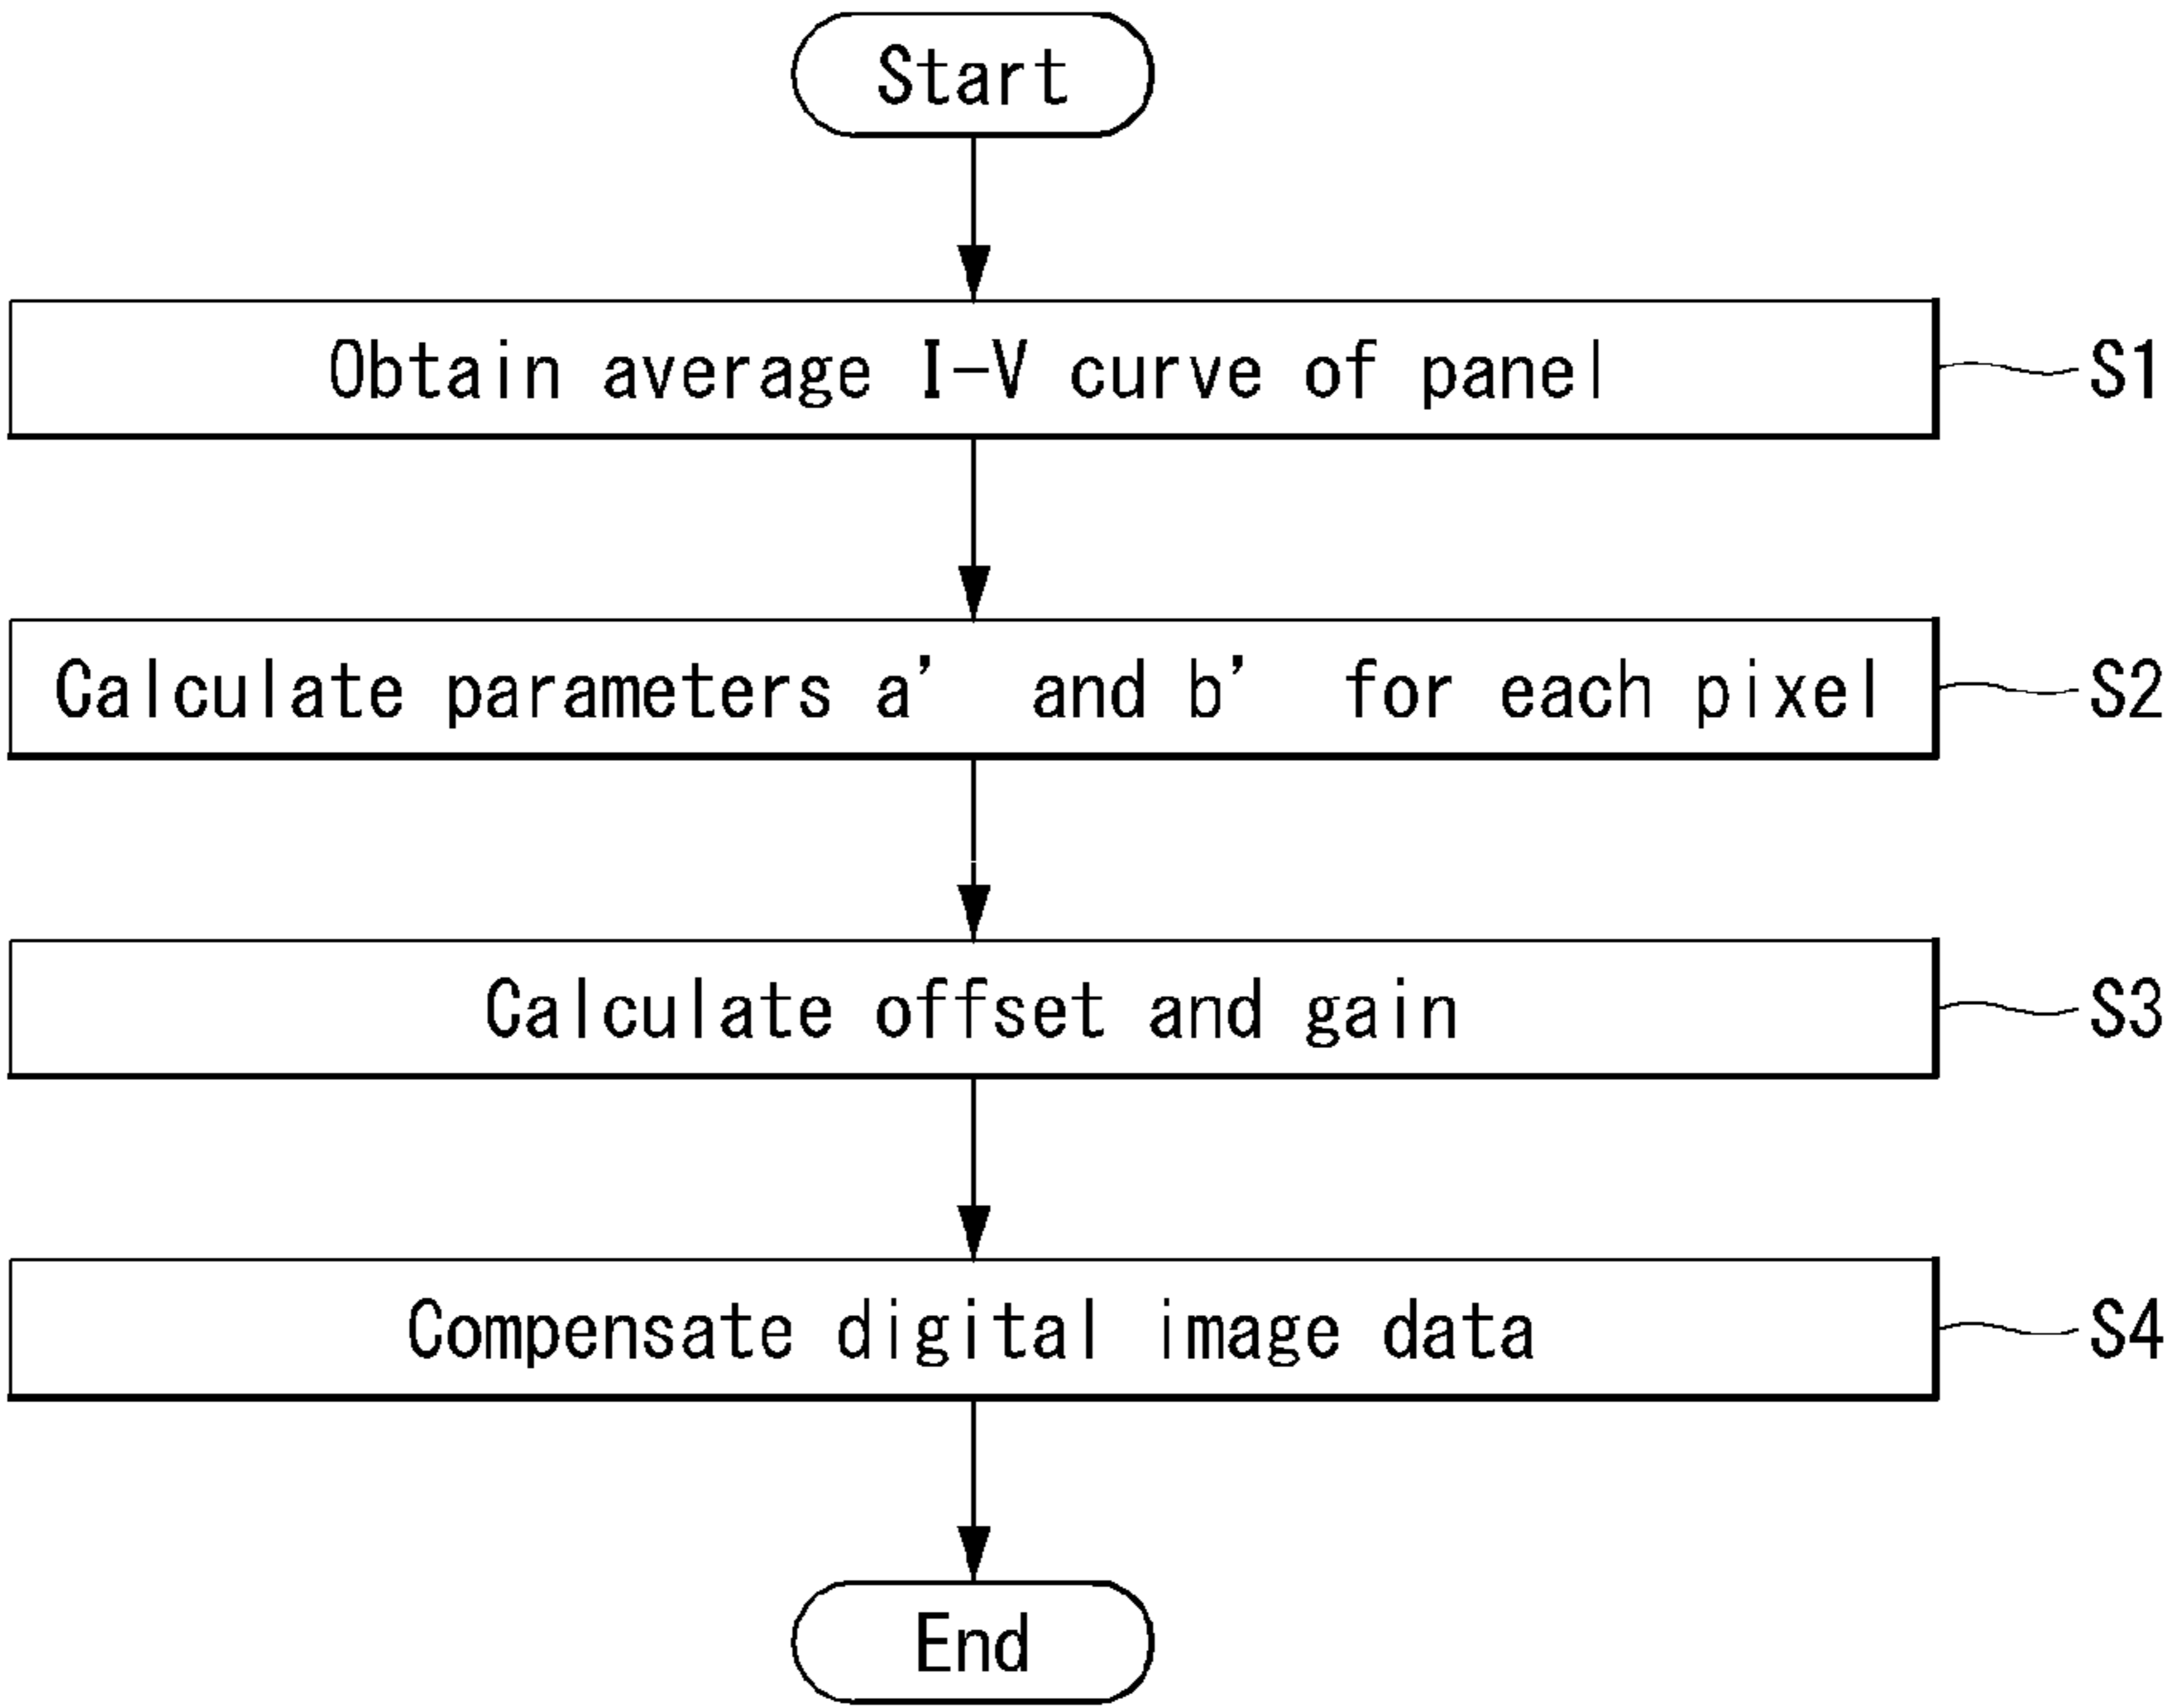 Start
Obtain average I-V curve of panel
S1
Calculate parameters a' and b' for each pixel
S2
Calculate offset and gain
S3
Compensate digital image data
S4
End